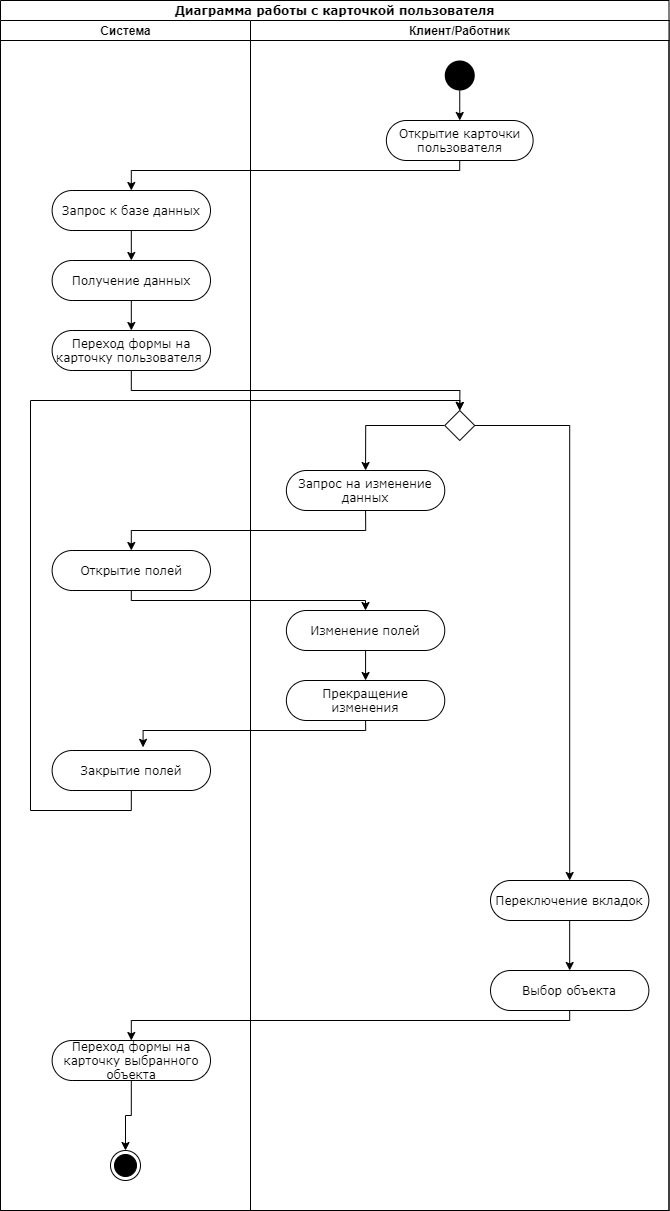 Диаграмма работы с карточкой пользователя
Система
Клиент/Работник
Открытие карточки
пользователя
Запрос к базе данных
Получение данных
Переход формы на
карточку пользователя
Запрос на изменение
данных
Открытие полей
Изменение полей
Прекращение
изменения
Закрытие полей
Переключение вкладок
Выбор объекта
Переход формы на
карточку выбранного
объекта